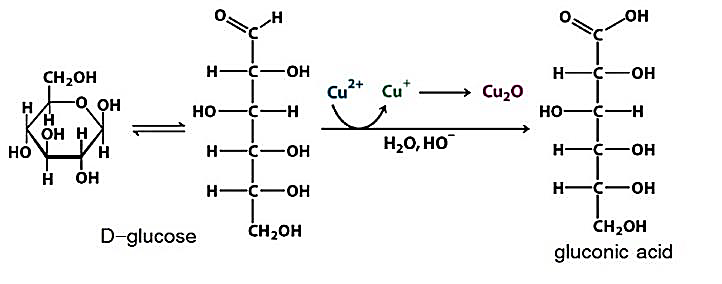 CH₂OH
H
O
OH
H
OH
H
HO
H
H
OH
D-glucose
O
H
C
H—C—OH
HO—C—H
H—C—OH
H—C—OH
CH₂OH
Cu²⁺
Cu⁺
Cu₂O
H₂O, HO⁻
O
OH
C
H—C—OH
HO—C—H
H—C—OH
H—C—OH
CH₂OH
gluconic acid